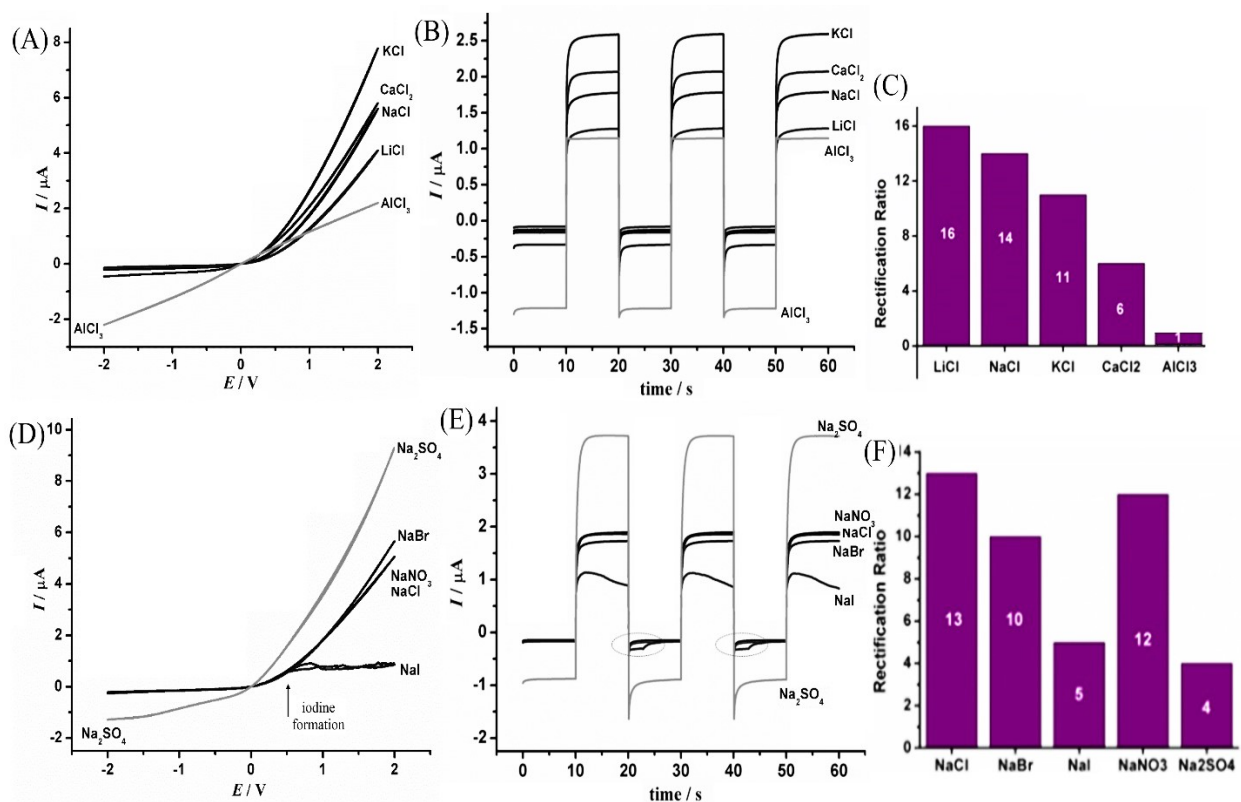 (A)
8
6
4
2
0
-2
I / μA
KCl
CaCl2
NaCl
LiCl
AlCl3
AlCl3
-2 -1 0 1 2
E / V
(B)
2.5
2.0
1.5
1.0
0.5
0.0
-0.5
-1.0
-1.5
I / μA
KCl
CaCl2
NaCl
LiCl
AlCl3
AlCl3
0 10 20 30 40 50 60
time / s
(C)
16
12
8
4
0
Rectification Ratio
16
14
11
6
1
LiCl NaCl KCl CaCl2 AlCl3
(D)
10
8
6
4
2
0
-2
I / μA
Na2SO4
NaBr
NaNO3
NaCl
NaI
iodine
formation
Na2SO4
-2 -1 0 1 2
E / V
(E)
4
3
2
1
0
-1
-2
I / μA
Na2SO4
NaNO3
NaCl
NaBr
NaI
Na2SO4
0 10 20 30 40 50 60
time / s
(F)
14
12
10
8
6
4
2
0
Rectification Ratio
13
10
5
12
4
NaCl NaBr NaI NaNO3 Na2SO4